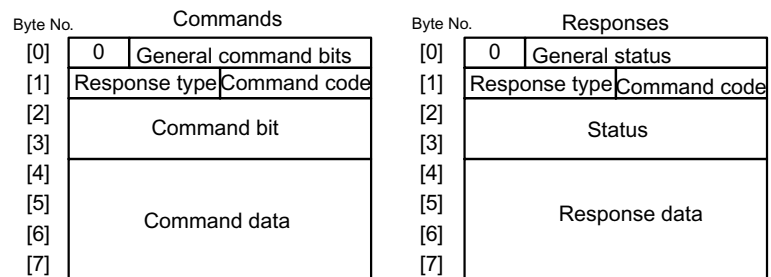 Byte No. Commands
[0] 0 General command bits
[1] Response type Command code
[2]
Command bit
[3]
[4]
[5]
Command data
[6]
[7]
Byte No. Responses
[0] 0 General status
[1] Response type Command code
[2]
Status
[3]
[4]
[5]
Response data
[6]
[7]